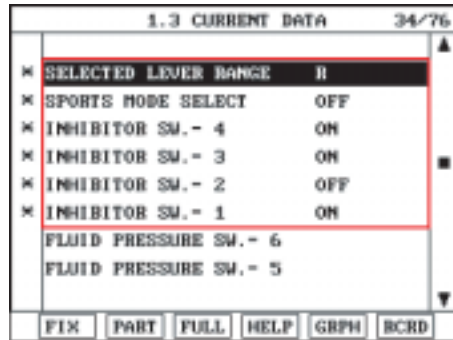 1.3 CURRENT DATA 34/76
* SELECTED LEVER RANGE R
* SPORTS MODE SELECT OFF
* INHIBITOR SW.- 4 ON
* INHIBITOR SW.- 3 ON
* INHIBITOR SW.- 2 OFF
* INHIBITOR SW.- 1 ON
FLUID PRESSURE SW.- 6
FLUID PRESSURE SW.- 5
FIX PART FULL HELP GRPH RCRD